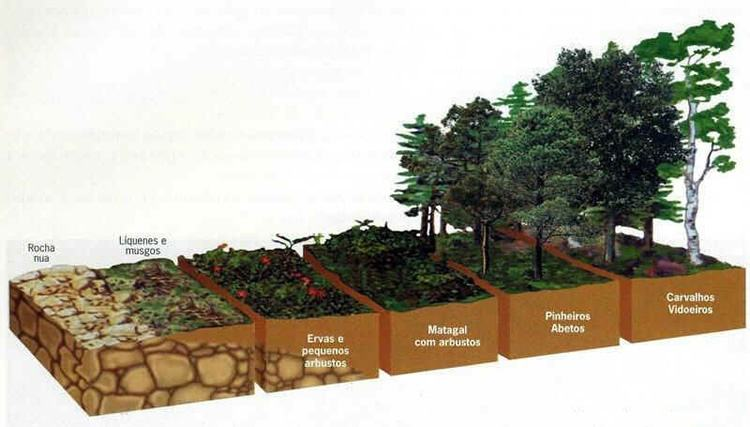 Rocha
nua
Líquenes e
musgos
Ervas e
pequenos
arbustos
Matagal
com arbustos
Pinheiros
Abetos
Carvalhos
Vidoeiros